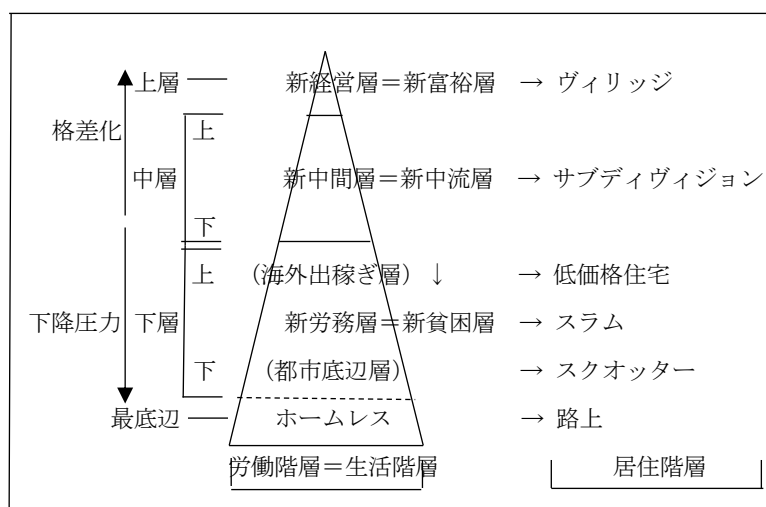 上層 新経営層＝新富裕層 → ヴィリッジ
格差化 上
中層 新中間層＝新中流層 → サブディヴィジョン
下
上 (海外出稼ぎ層) ↓ → 低価格住宅
下降圧力 下層 新労務層＝新貧困層 → スラム
下 (都市底辺層) → スクオッター
最底辺 ホームレス → 路上
労働階層＝生活階層 居住階層